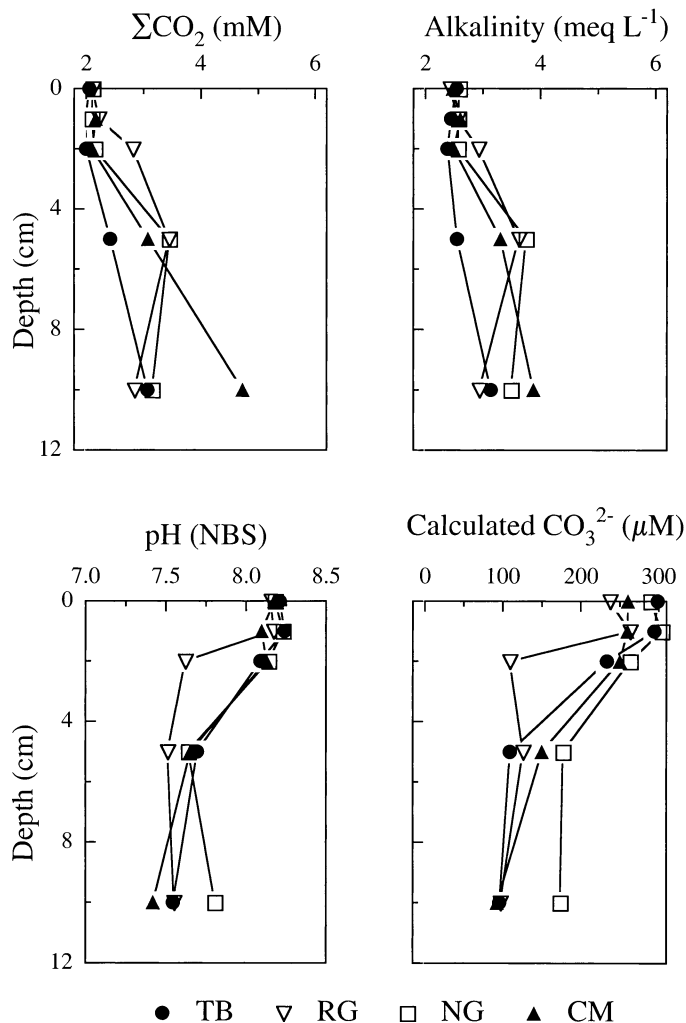 ΣCO₂ (mM)
Alkalinity (meq L⁻¹)
2 4 6
2 4 6
0
4
8
12
Depth (cm)
pH (NBS)
Calculated CO₃²⁻ (μM)
7.0 7.5 8.0 8.5
0 100 200 300
0
4
8
12
Depth (cm)
TB RG NG CM